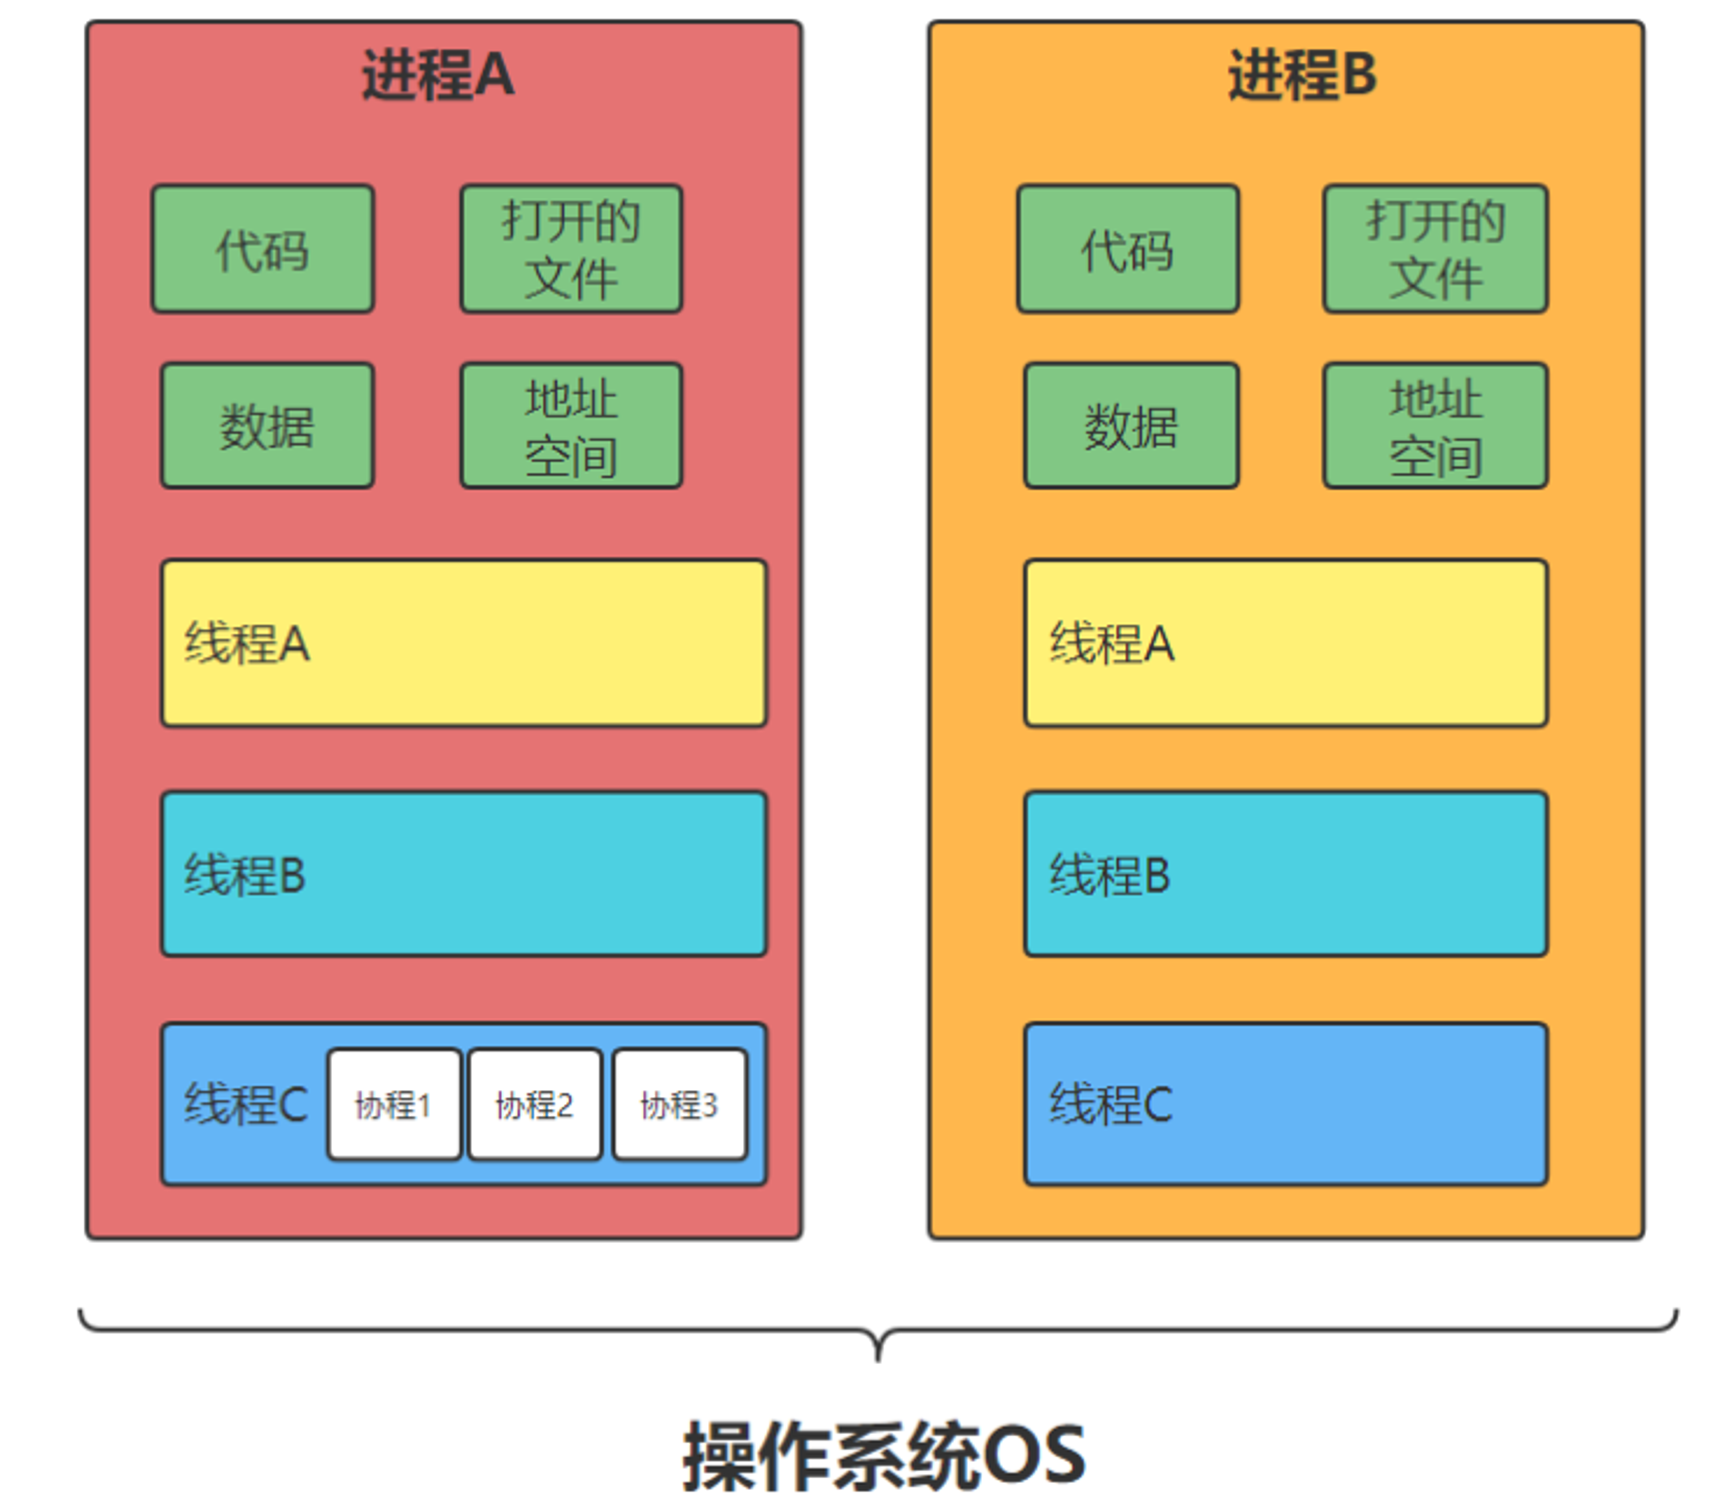 进程A
代码
打开的
文件
数据
地址
空间
线程A
线程B
线程C
协程1
协程2
协程3
进程B
代码
打开的
文件
数据
地址
空间
线程A
线程B
线程C
操作系统OS